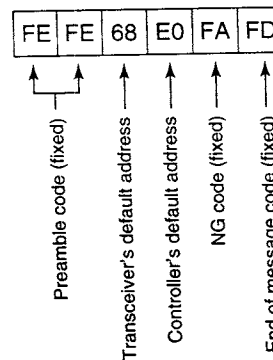 FE FE 68 E0 FA FD
Preamble code (fixed)
Transceiver's default address
Controller's default address
NG code (fixed)
End of message code (fixed)